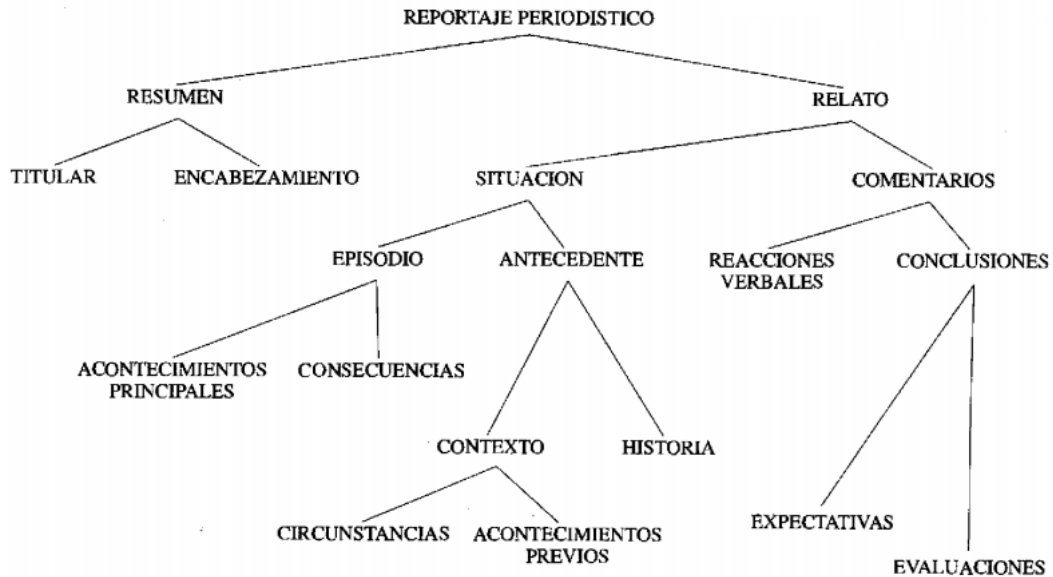 REPORTAJE PERIODISTICO
RESUMEN
RELATO
TITULAR
ENCABEZAMIENTO
SITUACION
COMENTARIOS
EPISODIO
ANTECEDENTE
REACCIONES
VERBALES
CONCLUSIONES
ACONTECIMIENTOS
PRINCIPALES
CONSECUENCIAS
CONTEXTO
HISTORIA
CIRCUNSTANCIAS
ACONTECIMIENTOS
PREVIOS
EXPECTATIVAS
EVALUACIONES